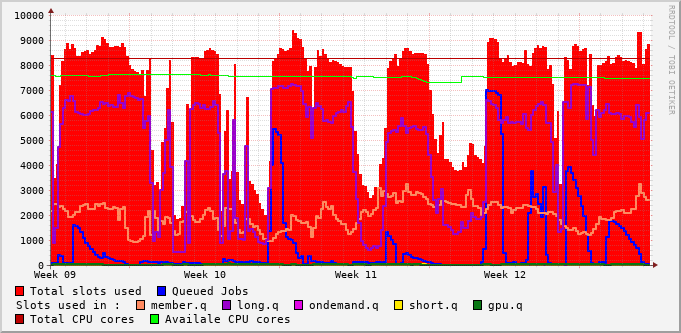 10000
9000
8000
7000
6000
5000
4000
3000
2000
1000
0
Week 09 Week 10 Week 11 Week 12
Total slots used Queued Jobs
Slots used in : member.q long.q ondemand.q short.q gpu.q
Total CPU cores Availale CPU cores
RRDTOOL / TOBI OETIKER